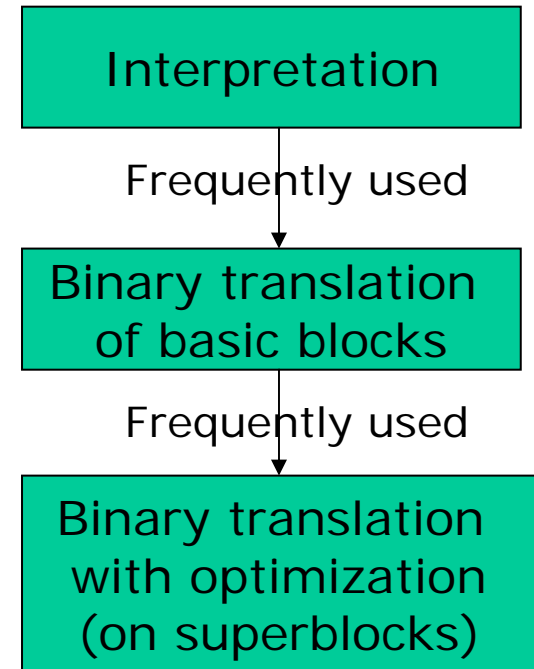 Interpretation
Frequently used
Binary translation
of basic blocks
Frequently used
Binary translation
with optimization
(on superblocks)